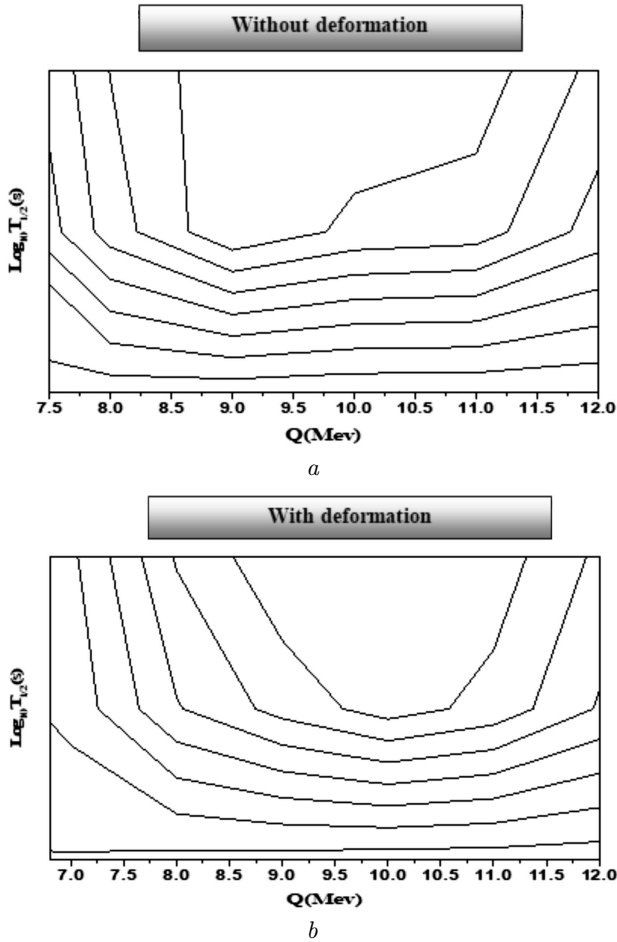 Without deformation
Log₁₀T₁/₂(s)
7.5 8.0 8.5 9.0 9.5 10.0 10.5 11.0 11.5 12.0
Q(Mev)
a
With deformation
Log₁₀T₁/₂(s)
7.0 7.5 8.0 8.5 9.0 9.5 10.0 10.5 11.0 11.5 12.0
Q(Mev)
b